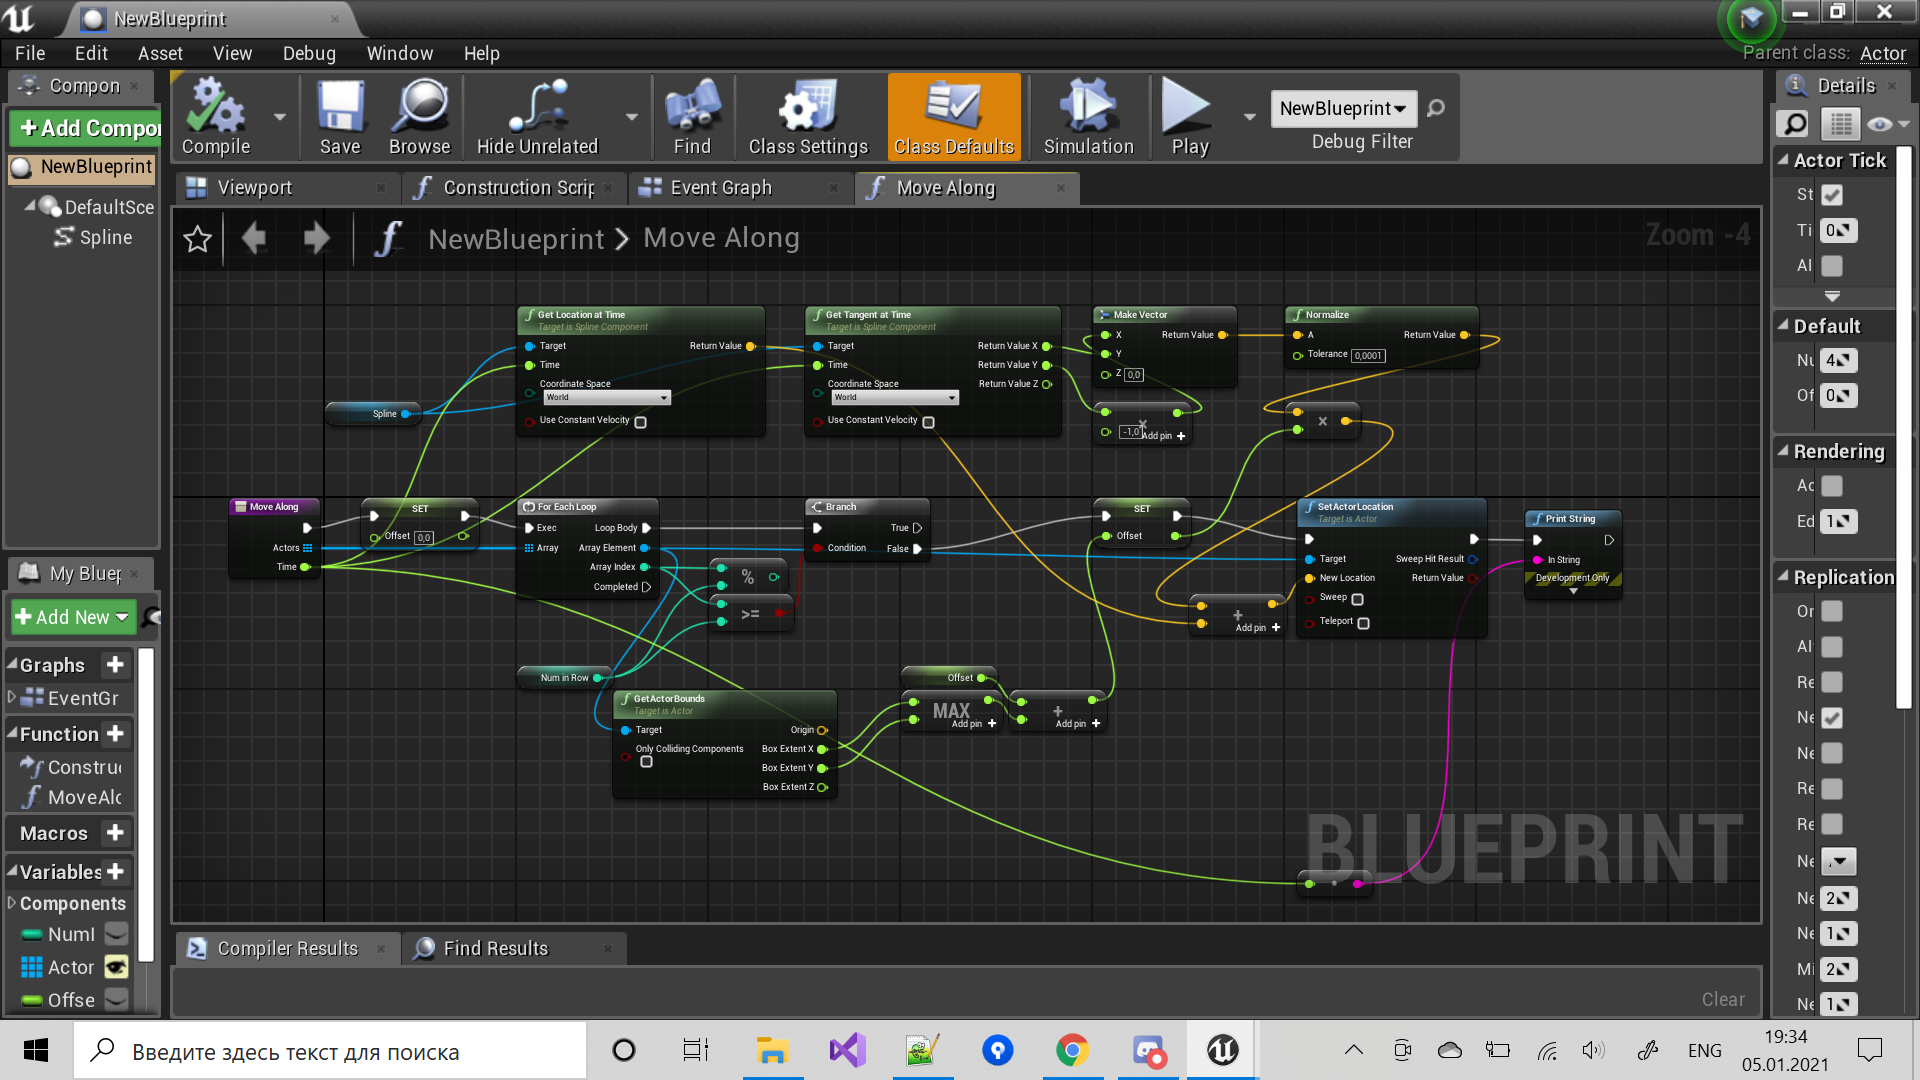 NewBlueprint
File Edit Asset View Debug Window Help
Parent class: Actor
Compon
+Add Compo
NewBlueprint
DefaultSce
Spline
Compile
Save
Browse
Hide Unrelated
Find
Class Settings
Class Defaults
Simulation
Play
NewBlueprint
Debug Filter
Details
Viewport
Construction Scrip
Event Graph
Move Along
NewBlueprint > Move Along
Zoom -4
Get Location at Time
Target is Spline Component
Target
Return Value
Time
Coordinate Space
World
Use Constant Velocity
Get Tangent at Time
Target is Spline Component
Target
Return Value X
Time
Return Value Y
Return Value Z
Coordinate Space
World
Use Constant Velocity
Make Vector
X
Return Value
Y
Z 0,0
Normalize
A
Return Value
Tolerance 0,0001
Spline
-1,0
Add pin +
×
×
Move Along
Actors
Time
SET
Offset 0,0
For Each Loop
Exec
Loop Body
Array
Array Element
Array Index
Completed
Branch
True
Condition
False
%
>=
SET
Offset
SetActorLocation
Target is Actor
Target
Sweep Hit Result
New Location
Return Value
Sweep
Teleport
Print String
In String
Development Only
+
Add pin +
Num in Row
GetActorBounds
Target is Actor
Target
Origin
Only Colliding Components
Box Extent X
Box Extent Y
Box Extent Z
Offset
MAX
Add pin +
+
Add pin +
BLUEPRINT
My Bluep
+Add New
Graphs +
EventGr
Function +
Constru
MoveAlo
Macros +
Variables +
Components
NumI
Actor
Offse
Compiler Results
Find Results
Clear
Actor Tick
St
Ti 0
Al
Default
Nu 4
Of 0
Rendering
Ac
Ed 1
Replication
On
Al
Re
Ne
Ne
Re
Re
Ne
Ne 2
Ne 1
Mi 2
Ne 1
Введите здесь текст для поиска
ENG
19:34
05.01.2021